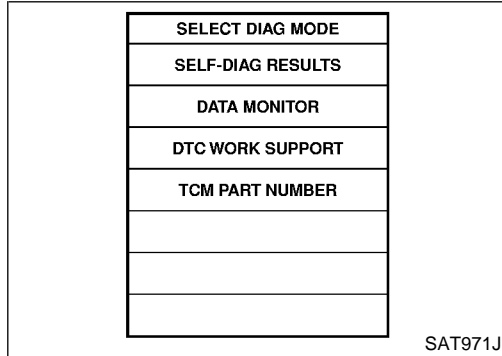 SELECT DIAG MODE
SELF-DIAG RESULTS
DATA MONITOR
DTC WORK SUPPORT
TCM PART NUMBER
SAT971J